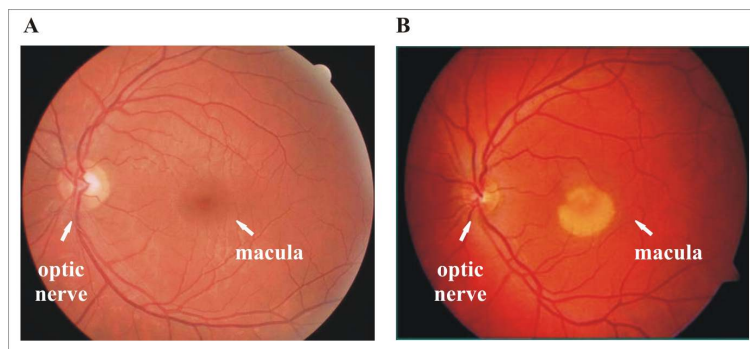 A
B
macula
optic
nerve
optic
nerve
macula